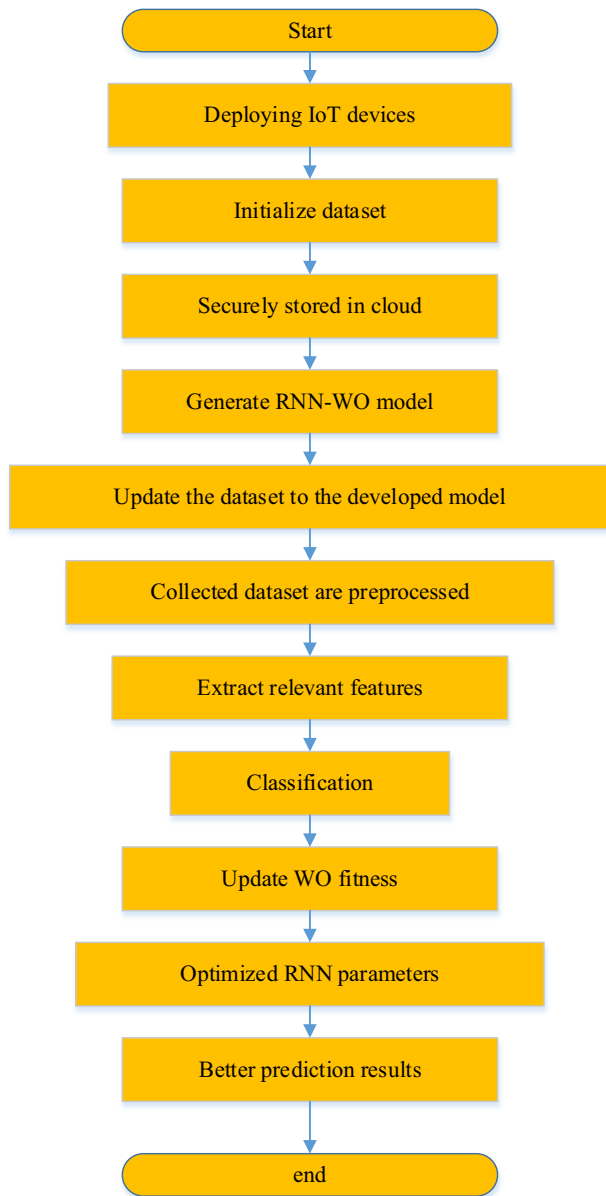 Start
Deploying IoT devices
Initialize dataset
Securely stored in cloud
Generate RNN-WO model
Update the dataset to the developed model
Collected dataset are preprocessed
Extract relevant features
Classification
Update WO fitness
Optimized RNN parameters
Better prediction results
end